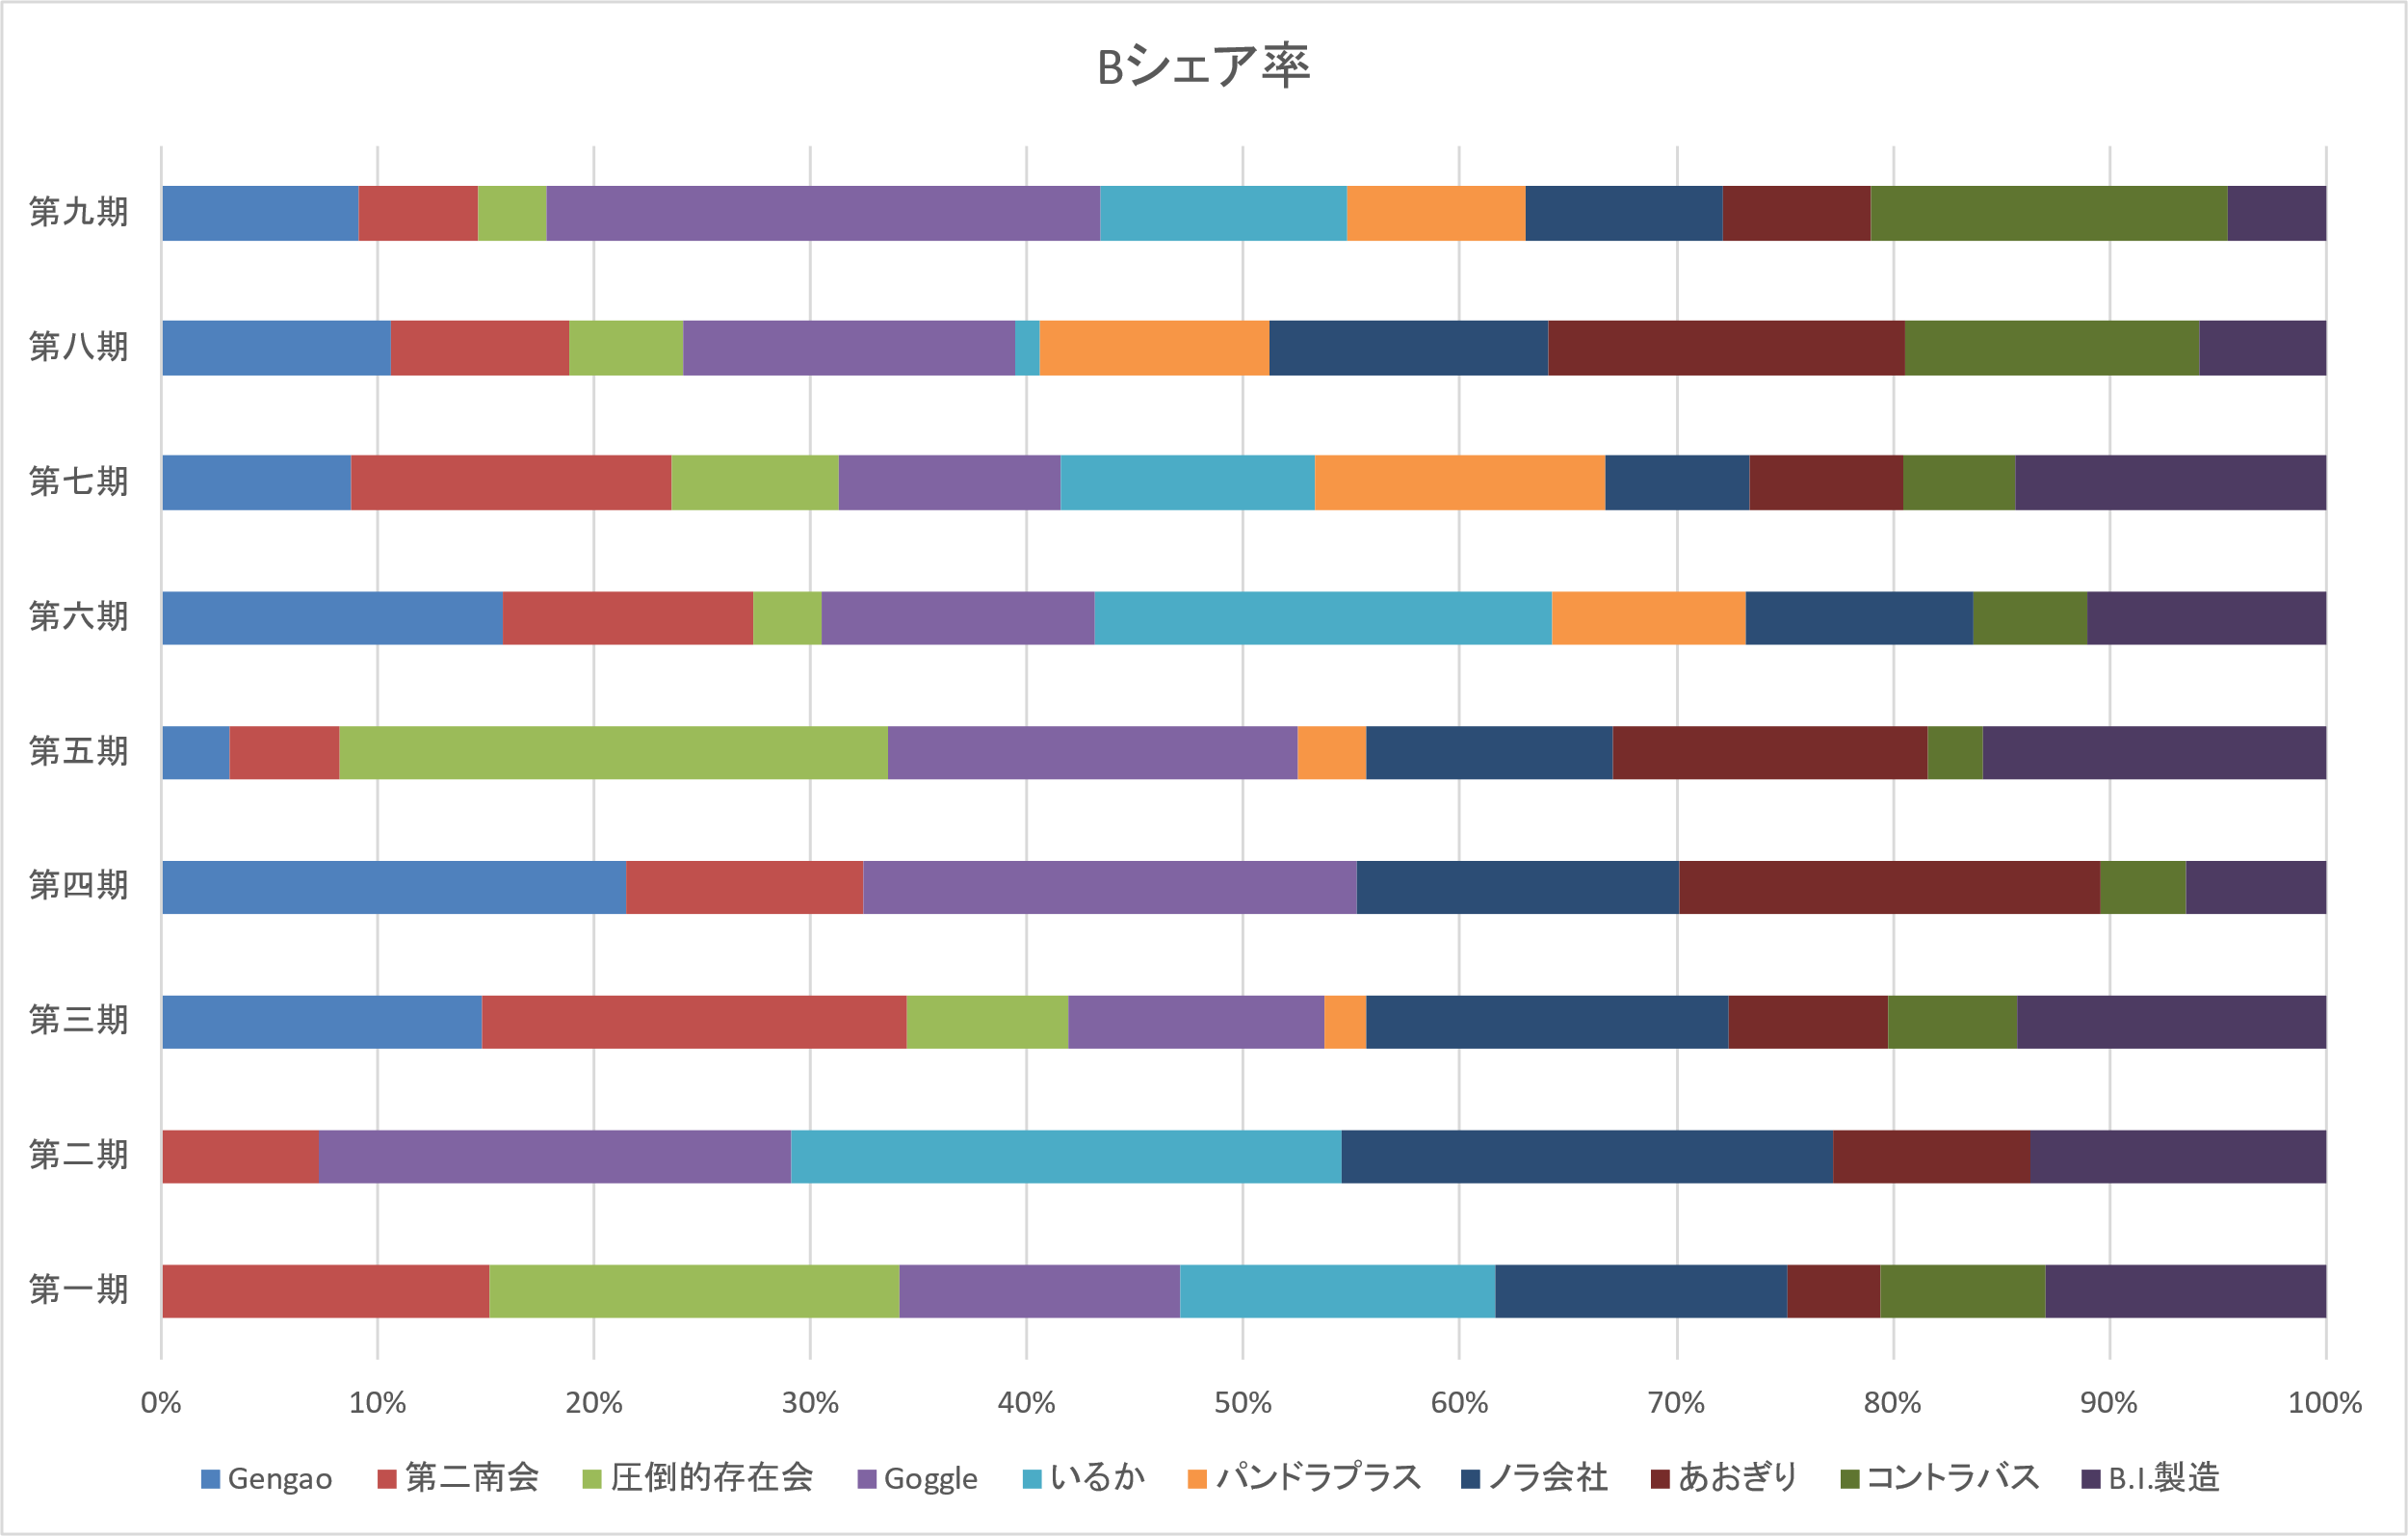 Bシェア率
第九期
第八期
第七期
第六期
第五期
第四期
第三期
第二期
第一期
0% 10% 20% 30% 40% 50% 60% 70% 80% 90% 100%
Gengao 第二南会 圧倒的存在会 Goggle いるか パンドラプラス ノラ会社 あおぎり コントラバス B.I.製造